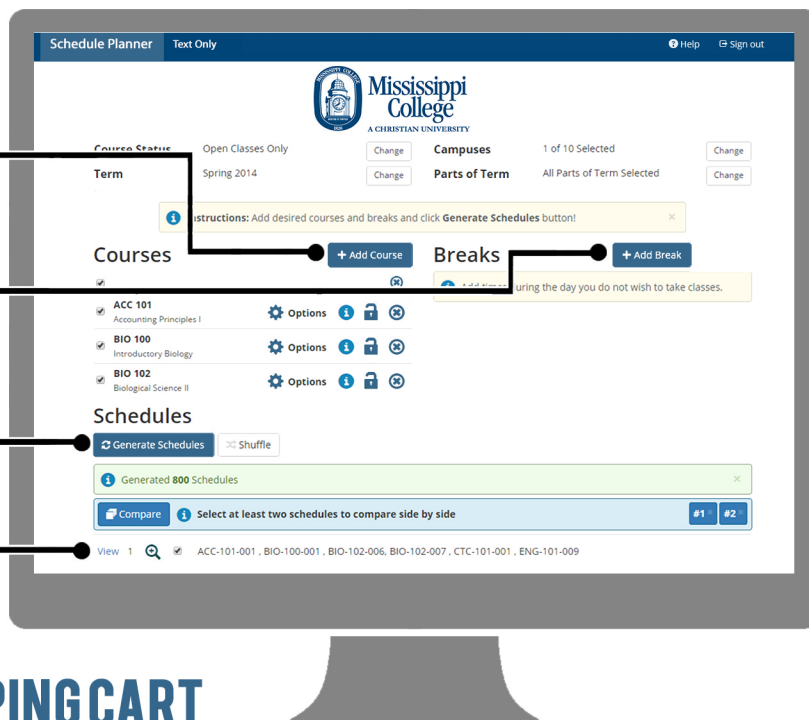 Schedule Planner Text Only Help Sign out
Mississippi
College
A CHRISTIAN UNIVERSITY
Course Status Open Classes Only Change Campuses 1 of 10 Selected Change
Term Spring 2014 Change Parts of Term All Parts of Term Selected Change
structions: Add desired courses and breaks and click Generate Schedules button! ×
Courses + Add Course Breaks + Add Break
Add times uring the day you do not wish to take classes.
ACC 101
Accounting Principles I Options
BIO 100
Introductory Biology Options
BIO 102
Biological Science II Options
Schedules
Generate Schedules Shuffle
Generated 800 Schedules ×
Compare Select at least two schedules to compare side by side #1 × #2 ×
View 1 ACC-101-001 , BIO-100-001 , BIO-102-006, BIO-102-007 , CTC-101-001 , ENG-101-009
PING CART